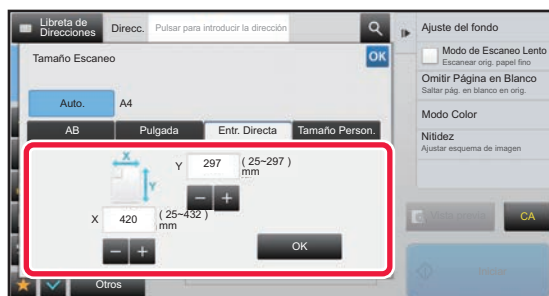 Libreta de
Direcciones
Direcc.
Pulsar para introducir la dirección
Tamaño Escaneo
OK
Auto.
A4
AB
Pulgada
Entr. Directa
Tamaño Person.
X
Y
Y
297
(25~297)
mm
X
420
(25~432)
mm
OK
Otros
Ajuste del fondo
Modo de Escaneo Lento
Escanear orig. papel fino
Omitir Página en Blanco
Saltar pág. en blanco en orig.
Modo Color
Nitidez
Ajustar esquema de imagen
CA